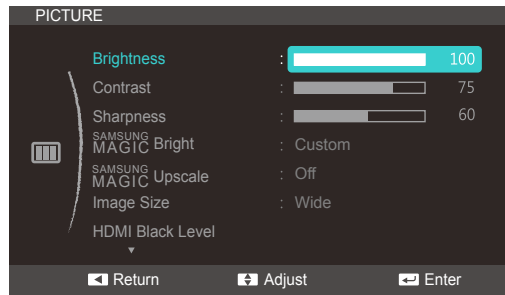 PICTURE
Brightness : 100
Contrast : 75
Sharpness : 60
SAMSUNG MAGIC Bright : Custom
SAMSUNG MAGIC Upscale : Off
Image Size : Wide
HDMI Black Level
Return Adjust Enter